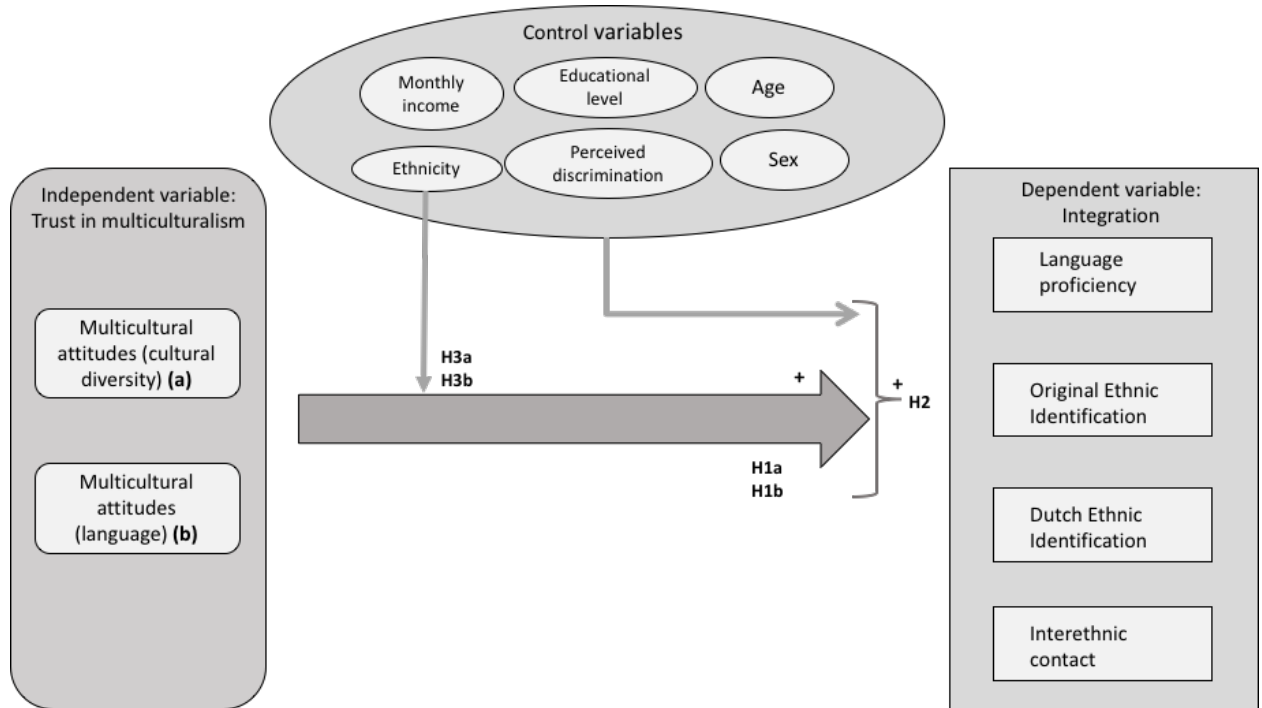 Control variables
Monthly
income
Educational
level
Age
Ethnicity
Perceived
discrimination
Sex
Independent variable:
Trust in multiculturalism
Multicultural
attitudes (cultural
diversity) (a)
Multicultural
attitudes
(language) (b)
H3a
H3b
+
H1a
H1b
+
H2
Dependent variable:
Integration
Language
proficiency
Original Ethnic
Identification
Dutch Ethnic
Identification
Interethnic
contact